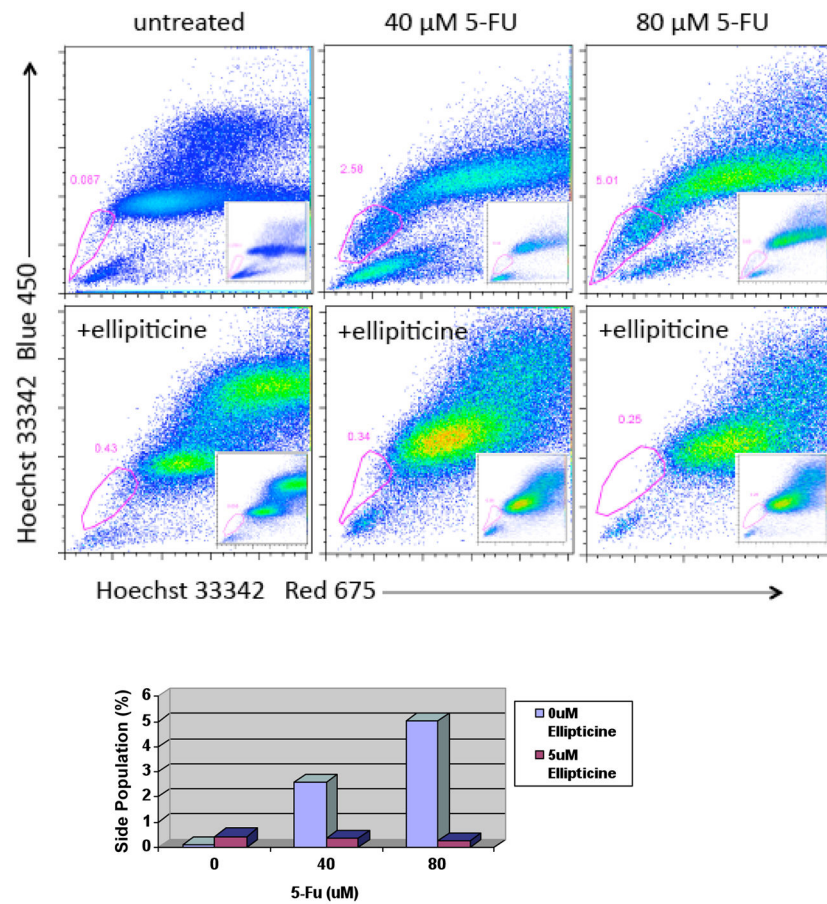 untreated
40 µM 5-FU
80 µM 5-FU
Hoechst 33342 Blue 450
0.087
2.58
5.01
+ellipiticine
+ellipiticine
+ellipiticine
0.43
0.34
0.25
Hoechst 33342 Red 675
Side Population (%)
6
5
4
3
2
1
0
0
40
80
5-Fu (uM)
0uM
Ellipticine
5uM
Ellipticine